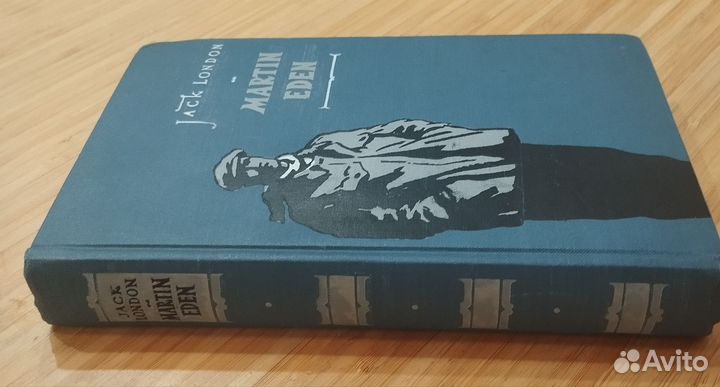 Jack London
Martin
Eden
Jack
London
Martin
Eden
Avito